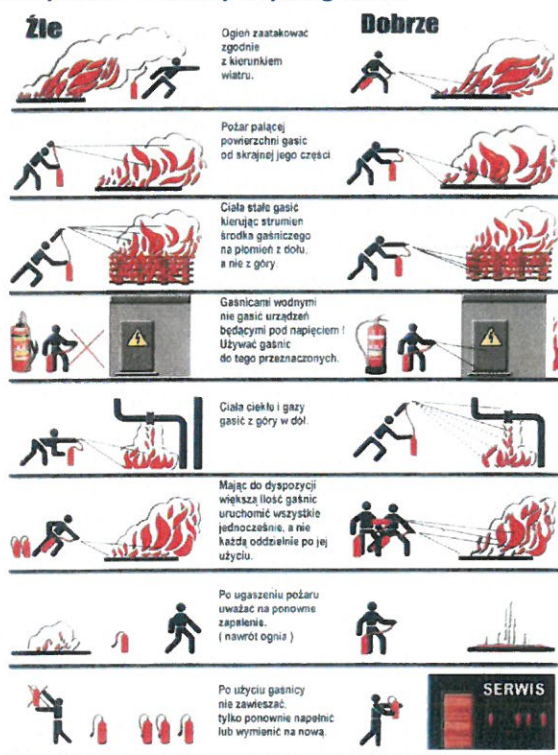 Źle
Dobrze
Ogień zaatakować
zgodnie
z kierunkiem
wiatru.
Pożar palącej
powierzchni gasic
od skrajnej jego części
Ciała stałe gasić
kierując strumien
środka gaśniczego
na płomień z dołu,
a nie z góry.
Gaśnicami wodnymi
nie gasić urządzeń
będącymi pod napięciem !
Używać gaśnic
do tego przeznaczonych.
Ciała ciekłe i gazy
gasić z góry w dół.
Mając do dyspozycji
większą ilość gaśnic
uruchomić wszystkie
jednocześnie, a nie
każdą oddzielnie po jej
użyciu.
Po ugaszeniu pożaru
uważać na ponowne
zapalenie.
( nawrót ognia )
Po użyciu gaśnicy
nie zawieszać,
tylko ponownie napełnić
lub wymienić na nową.
SERWIS